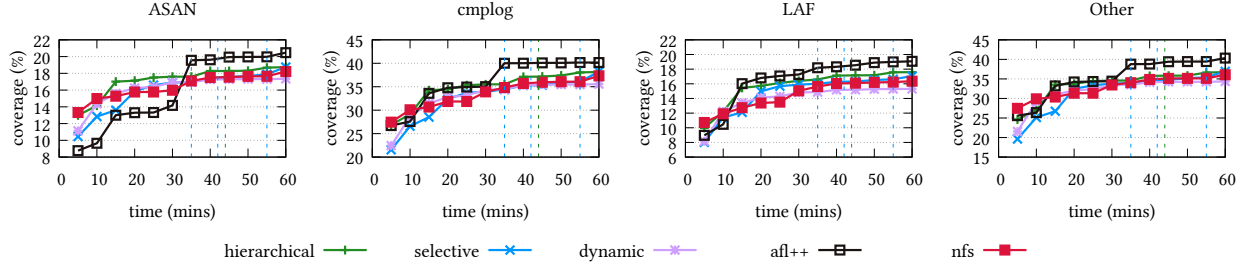 ASAN
coverage (%)
22
20
18
16
14
12
10
8
0 10 20 30 40 50 60
time (mins)
cmplog
coverage (%)
45
40
35
30
25
20
0 10 20 30 40 50 60
time (mins)
LAF
coverage (%)
22
20
18
16
14
12
10
8
6
0 10 20 30 40 50 60
time (mins)
Other
coverage (%)
45
40
35
30
25
20
15
0 10 20 30 40 50 60
time (mins)
hierarchical selective dynamic afl++ nfs